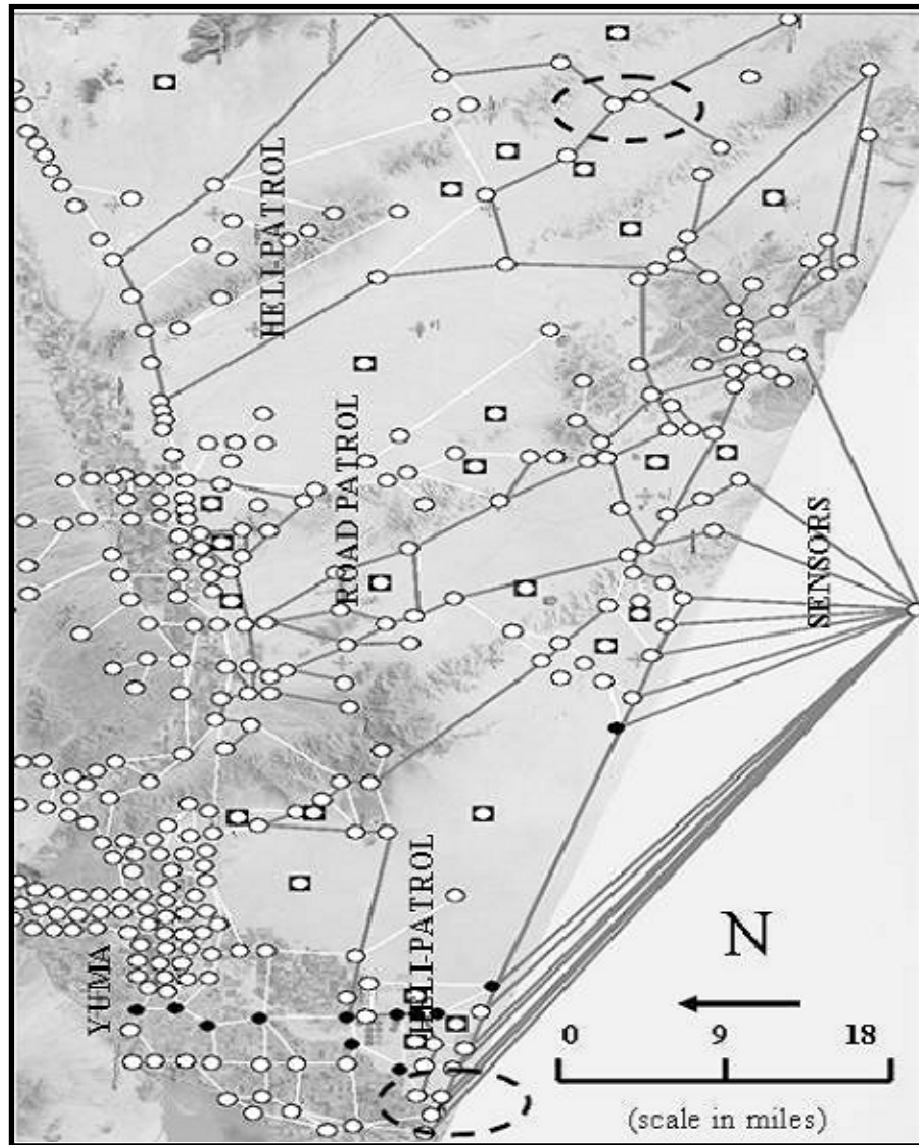 HELI-PATROL
ROAD PATROL
SENSORS
YUMA
HELI-PATROL
N
0 9 18
(scale in miles)